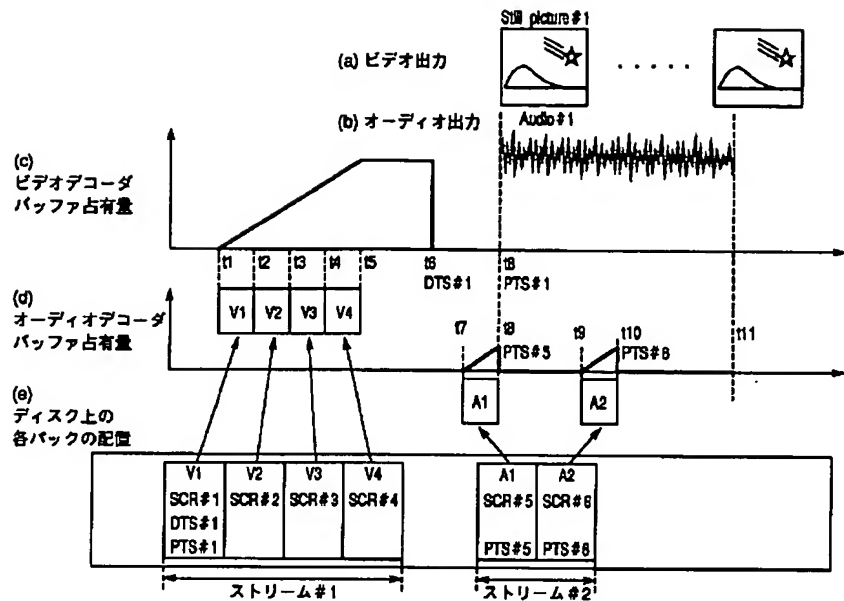 Still picture#1
(a) ビデオ出力
(b) オーディオ出力
Audio#1
(c)
ビデオデコーダ
バッファ占有量
t1 t2 t3 t4 t5 t6 t8
DTS#1 PTS#1
V1 V2 V3 V4
(d)
オーディオデコーダ
バッファ占有量
t7 t8 t9 t10 t11
PTS#5 PTS#6
A1 A2
(e)
ディスク上の
各パックの配置
V1 V2 V3 V4 A1 A2
SCR#1 SCR#2 SCR#3 SCR#4 SCR#5 SCR#6
DTS#1
PTS#1 PTS#5 PTS#6
ストリーム#1 ストリーム#2